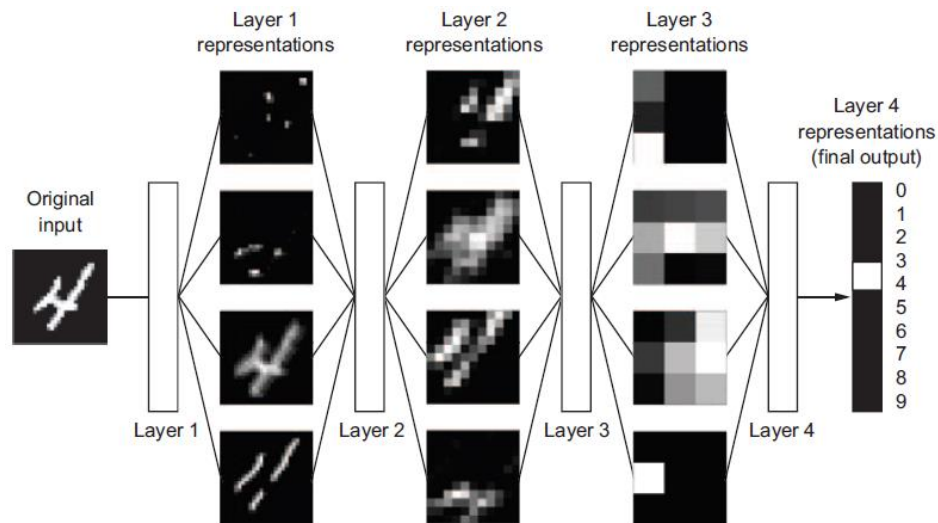 Layer 1
representations
Layer 2
representations
Layer 3
representations
Layer 4
representations
(final output)
Original
input
0
1
2
3
4
5
6
7
8
9
Layer 1
Layer 2
Layer 3
Layer 4